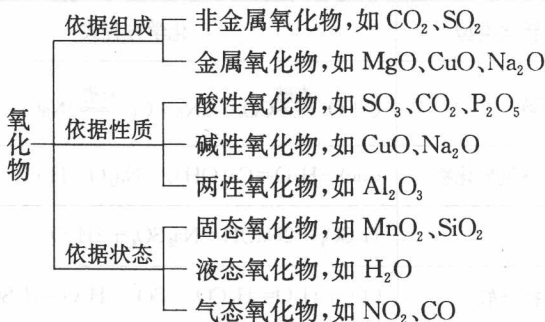 氧化物
依据组成
非金属氧化物,如 CO₂、SO₂
金属氧化物,如 MgO、CuO、Na₂O
依据性质
酸性氧化物,如 SO₃、CO₂、P₂O₅
碱性氧化物,如 CuO、Na₂O
两性氧化物,如 Al₂O₃
依据状态
固态氧化物,如 MnO₂、SiO₂
液态氧化物,如 H₂O
气态氧化物,如 NO₂、CO